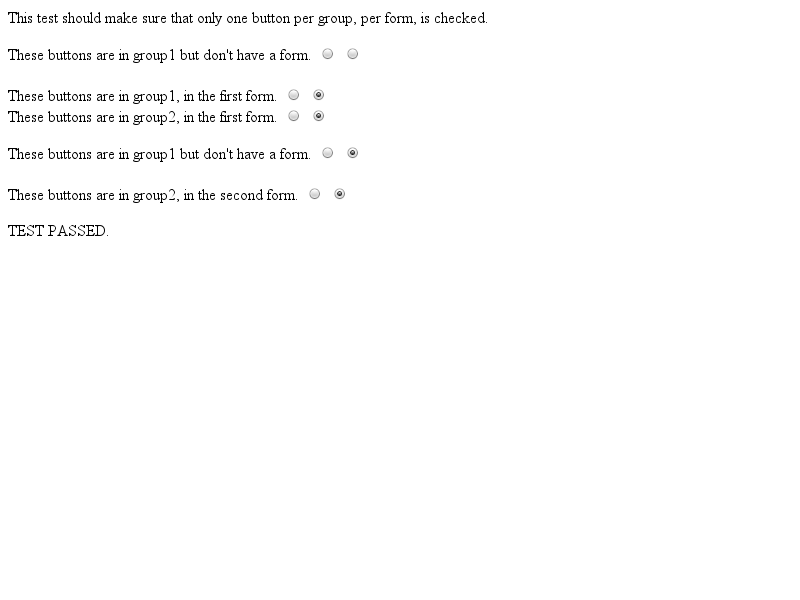 This test should make sure that only one button per group, per form, is checked.
These buttons are in group1 but don't have a form.
These buttons are in group1, in the first form.
These buttons are in group2, in the first form.
These buttons are in group1 but don't have a form.
These buttons are in group2, in the second form.
TEST PASSED.